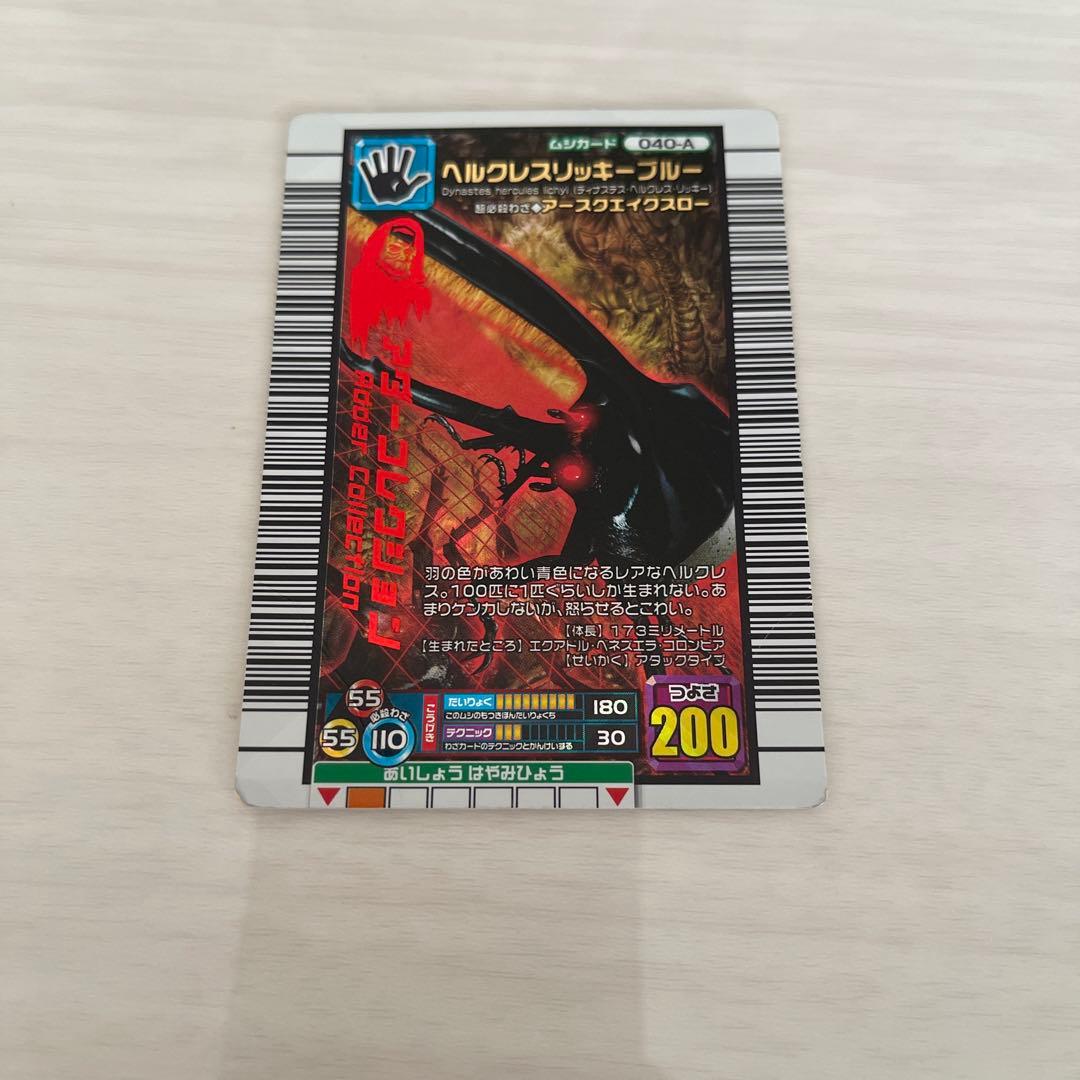 ムシカード 040-A
ヘルクレスリッキーブルー
Dynastes hercules lichyi (ディナステス・ヘルクレス・リッキー)
超必殺わざ◆アースクエイクスロー
アダーコレクション
Adder Collection
羽の色があわい青色になるレアなヘルクレ
ス。100匹に1匹ぐらいしか生まれない。あ
まりケンカしないが、怒らせるとこわい。
【体長】173ミリメートル
【生まれたところ】エクアドル・ベネズエラ・コロンビア
【せいかく】アタックタイプ
55
必殺わざ
55
110
こうげき
たいりょく 180
このムシのもつきほんたいりょくち
テクニック 30
わざカードのテクニックとかんけいする
つよさ
200
あいしょう はやみひょう